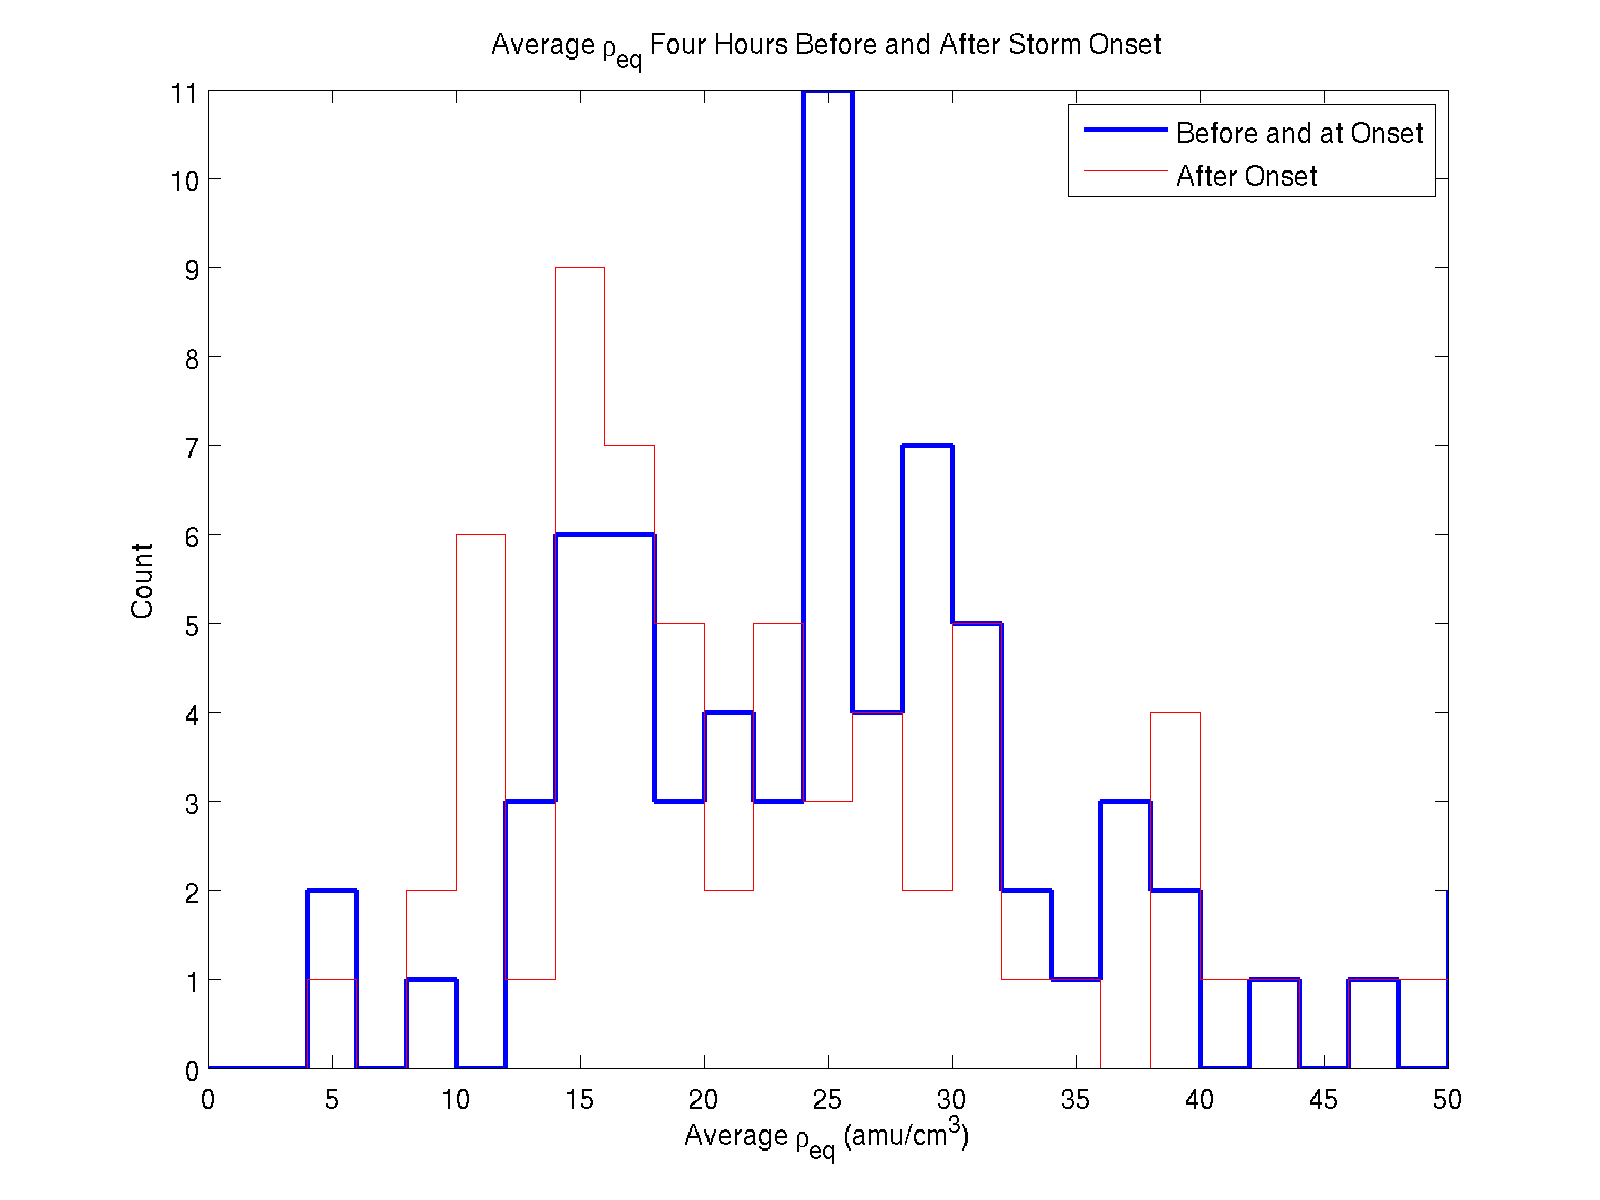 Average ρeq Four Hours Before and After Storm Onset
Before and at Onset
After Onset
11
10
9
8
7
6
5
4
3
2
1
0
Count
0 5 10 15 20 25 30 35 40 45 50
Average ρeq (amu/cm³)